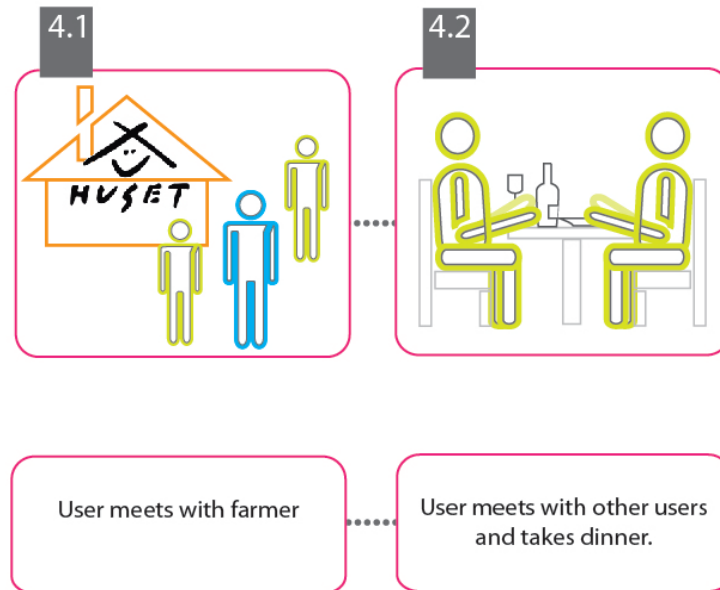 4.1
4.2
HUSET
User meets with farmer
User meets with other users
and takes dinner.